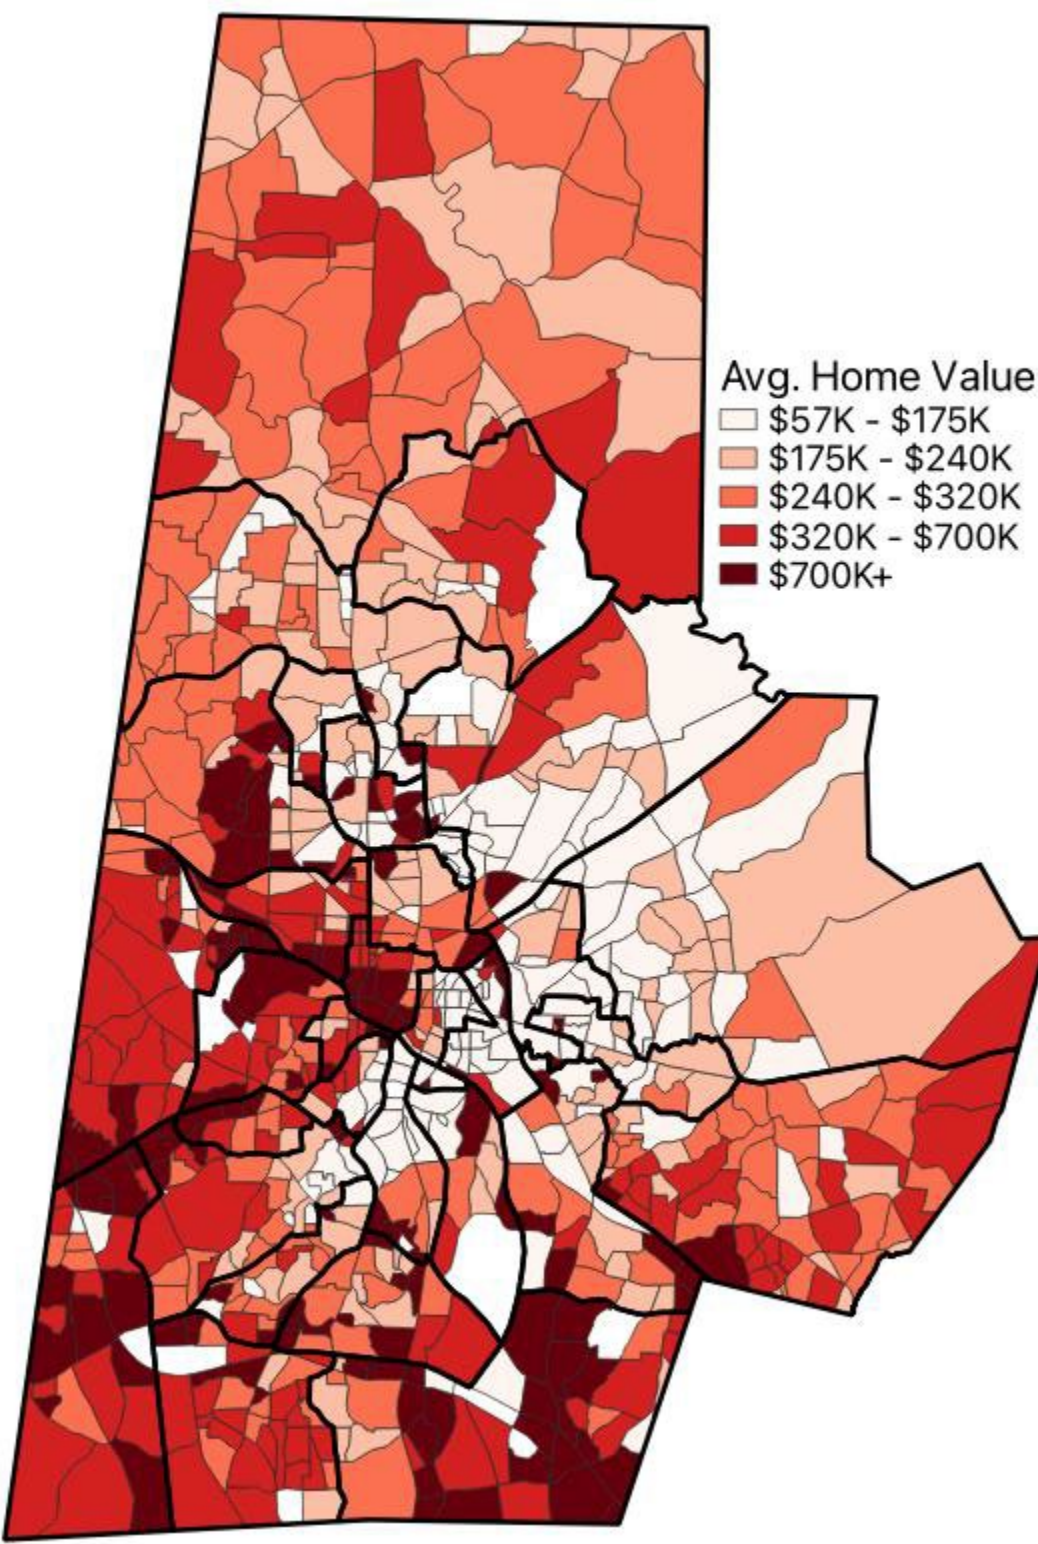 Avg. Home Value
$57K - $175K
$175K - $240K
$240K - $320K
$320K - $700K
$700K+